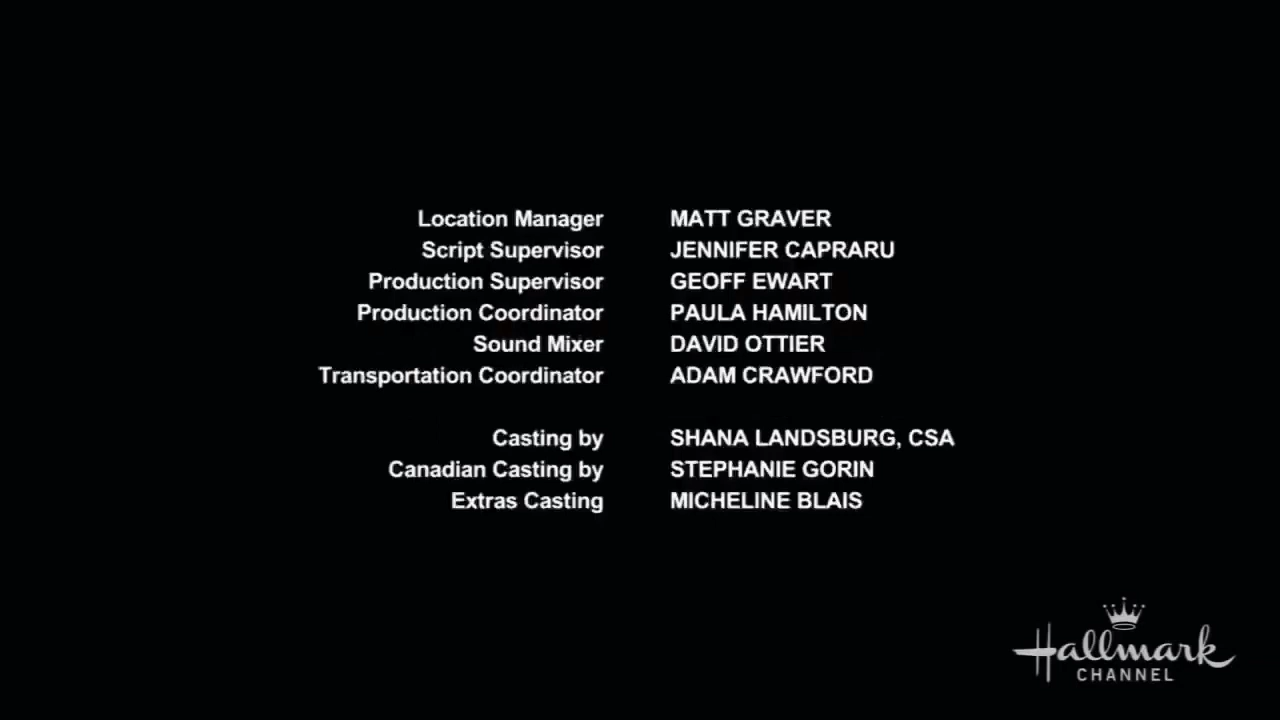 Location Manager MATT GRAVER
Script Supervisor JENNIFER CAPRARU
Production Supervisor GEOFF EWART
Production Coordinator PAULA HAMILTON
Sound Mixer DAVID OTTIER
Transportation Coordinator ADAM CRAWFORD
Casting by SHANA LANDSBURG, CSA
Canadian Casting by STEPHANIE GORIN
Extras Casting MICHELINE BLAIS
Hallmark
CHANNEL